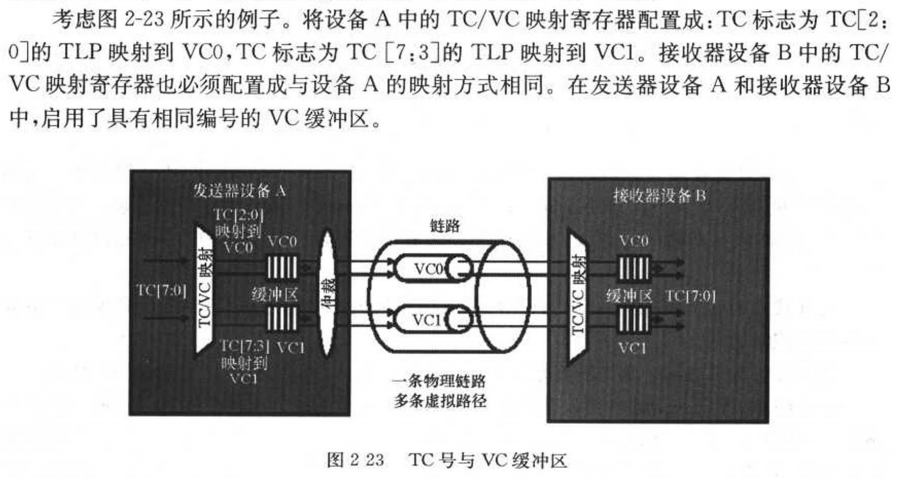 考虑图 2-23 所示的例子。将设备 A 中的 TC/VC 映射寄存器配置成:TC 标志为 TC[2:
0]的 TLP 映射到 VC0,TC 标志为 TC [7:3]的 TLP 映射到 VC1。接收器设备 B 中的 TC/
VC 映射寄存器也必须配置成与设备 A 的映射方式相同。在发送器设备 A 和接收器设备 B
中,启用了具有相同编号的 VC 缓冲区。
发送器设备 A
TC[2:0]
映射到
VC0
VC0
TC[7:0]
TC/VC 映射
缓冲区
仲裁
TC[7:3]
映射到
VC1
VC1
链路
VC0
VC1
一条物理链路
多条虚拟路径
接收器设备 B
TC/VC 映射
VC0
缓冲区
TC[7:0]
VC1
图 2 23 TC 号与 VC 缓冲区